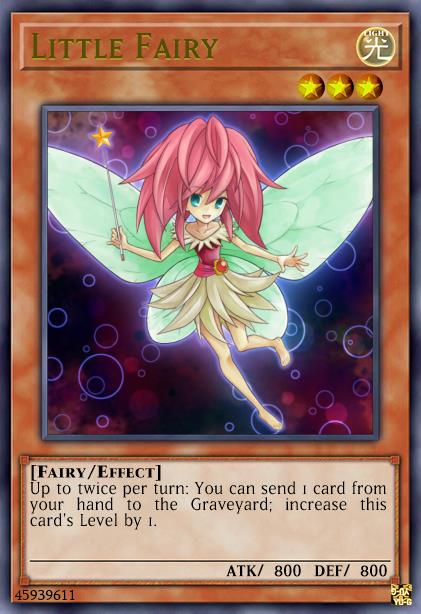 LITTLE FAIRY
LIGHT
光
[FAIRY/EFFECT]
Up to twice per turn: You can send 1 card from
your hand to the Graveyard; increase this
card's Level by 1.
ATK/ 800 DEF/ 800
45939611